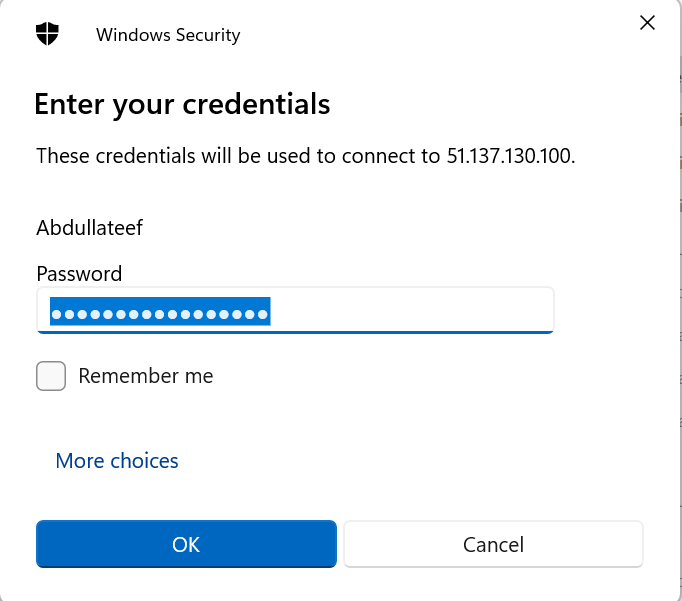 Windows Security
Enter your credentials
These credentials will be used to connect to 51.137.130.100.
Abdullateef
Password
●●●●●●●●●●●●●●●●●
Remember me
More choices
OK
Cancel